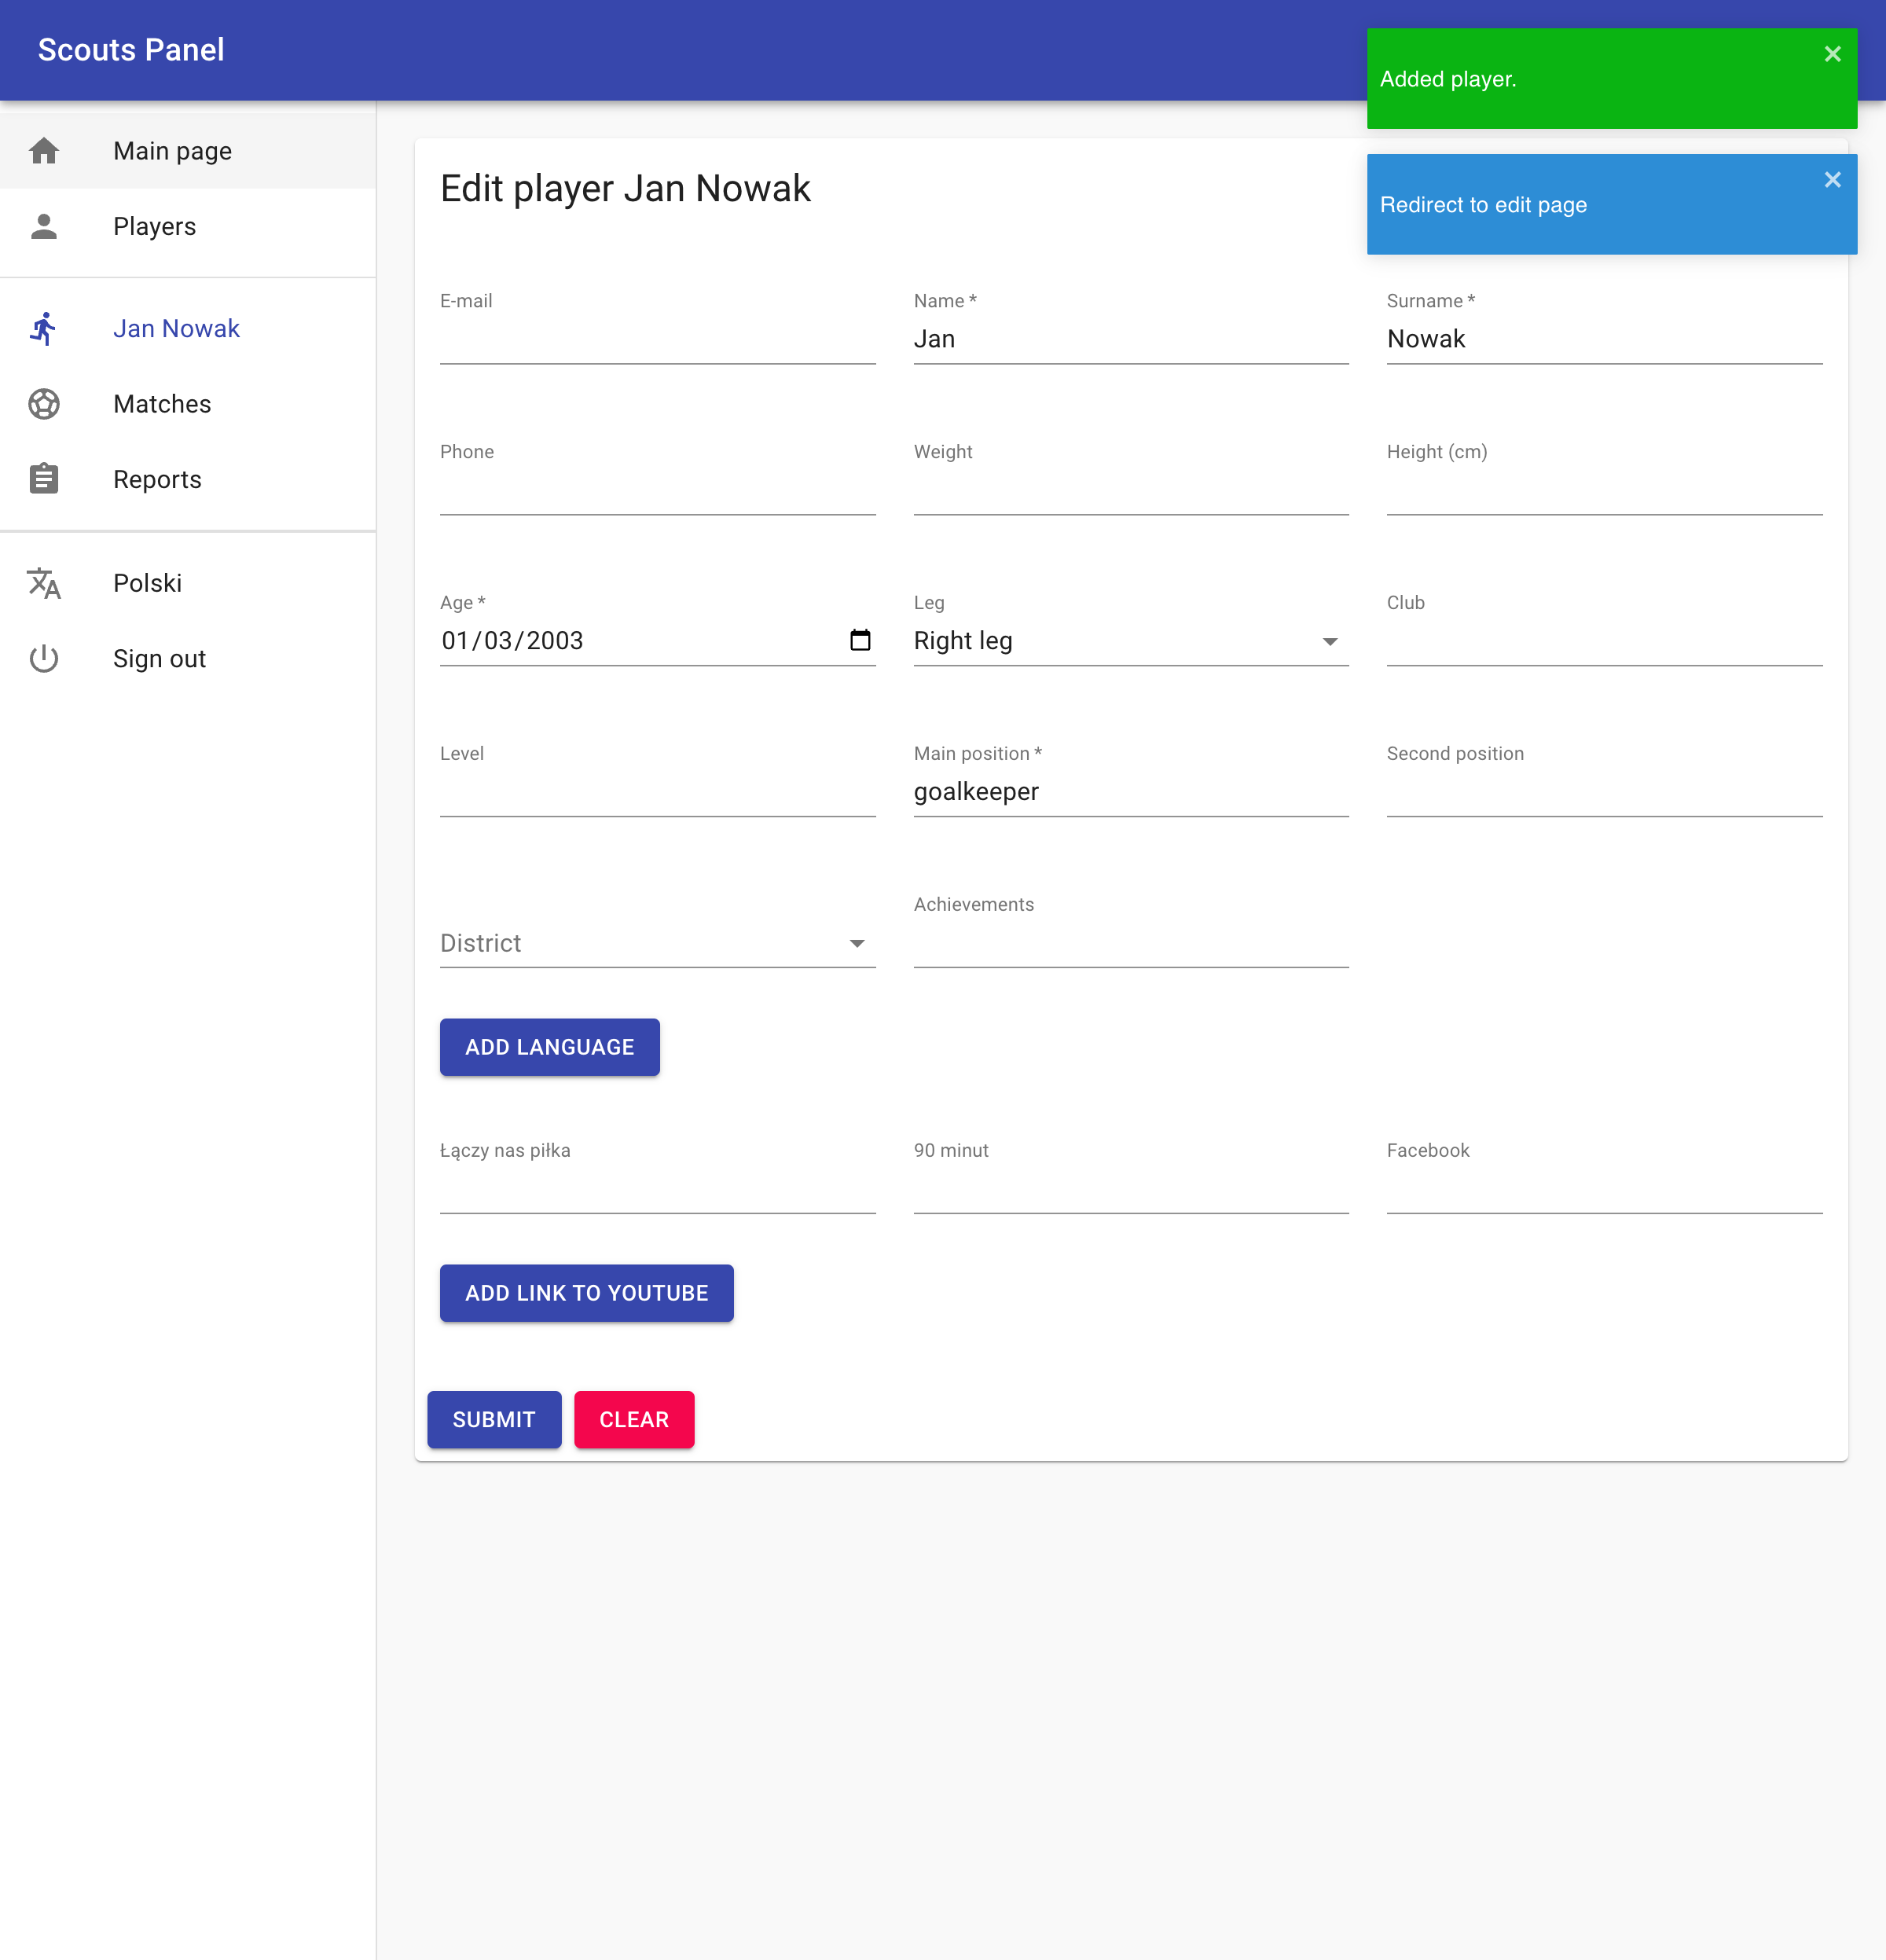 Scouts Panel
Added player.
Redirect to edit page
Main page
Players
Jan Nowak
Matches
Reports
Polski
Sign out
Edit player Jan Nowak
E-mail
Name *
Jan
Surname *
Nowak
Phone
Weight
Height (cm)
Age *
01/03/2003
Leg
Right leg
Club
Level
Main position *
goalkeeper
Second position
District
Achievements
ADD LANGUAGE
Łączy nas piłka
90 minut
Facebook
ADD LINK TO YOUTUBE
SUBMIT
CLEAR